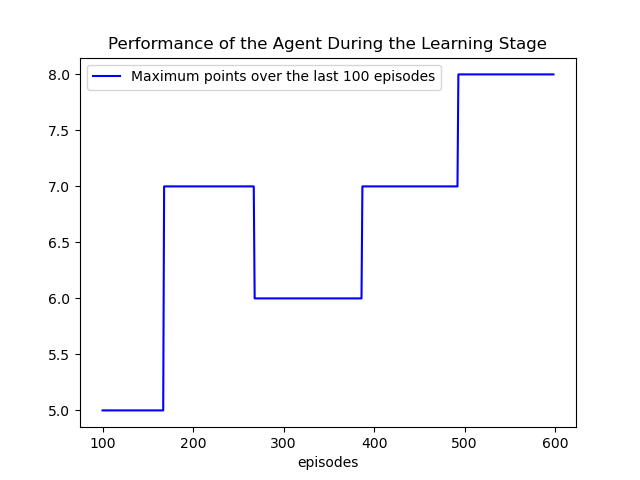 Performance of the Agent During the Learning Stage
Maximum points over the last 100 episodes
8.0
7.5
7.0
6.5
6.0
5.5
5.0
100 200 300 400 500 600
episodes